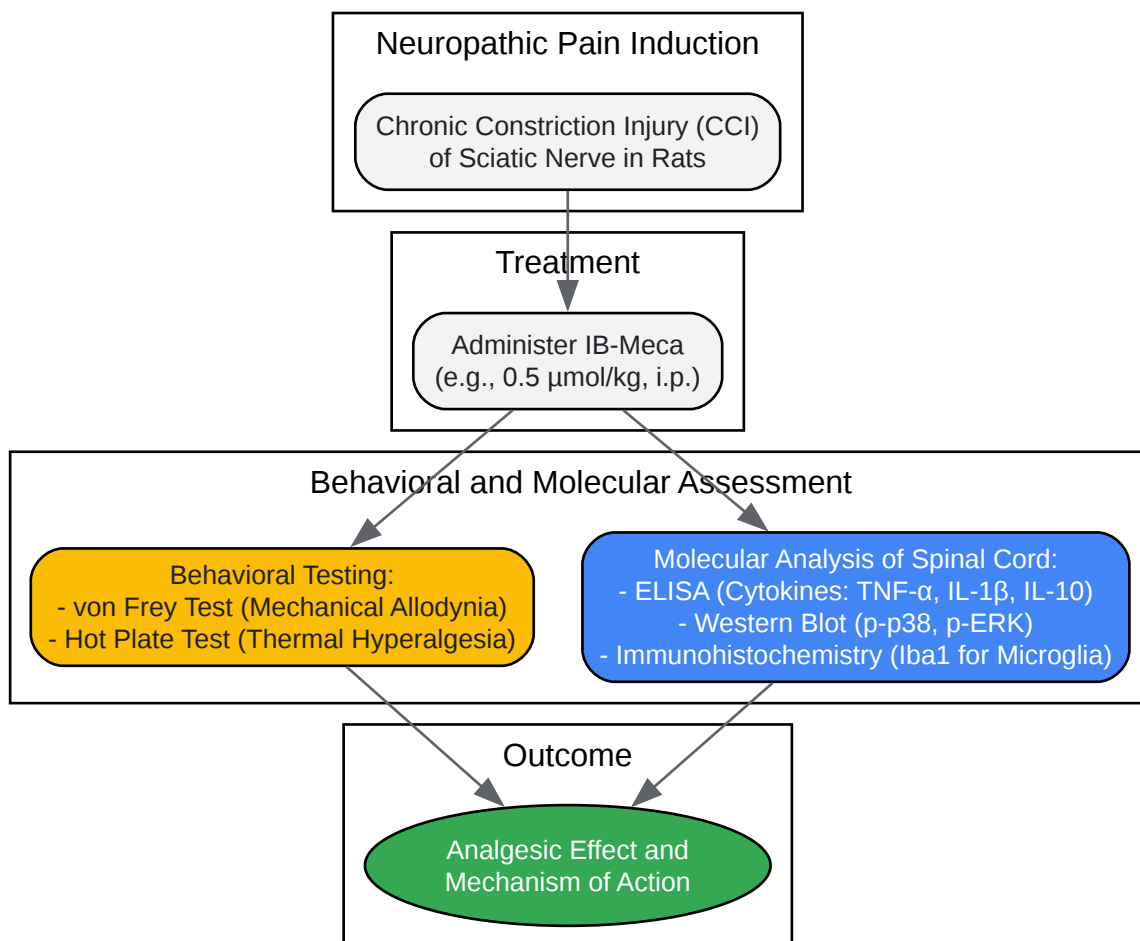 Neuropathic Pain Induction
Chronic Constriction Injury (CCI)
of Sciatic Nerve in Rats
Treatment
Administer IB-Meca
(e.g., 0.5 µmol/kg, i.p.)
Behavioral and Molecular Assessment
Behavioral Testing:
- von Frey Test (Mechanical Allodynia)
- Hot Plate Test (Thermal Hyperalgesia)
Molecular Analysis of Spinal Cord:
- ELISA (Cytokines: TNF-α, IL-1β, IL-10)
- Western Blot (p-p38, p-ERK)
- Immunohistochemistry (Iba1 for Microglia)
Outcome
Analgesic Effect and
Mechanism of Action